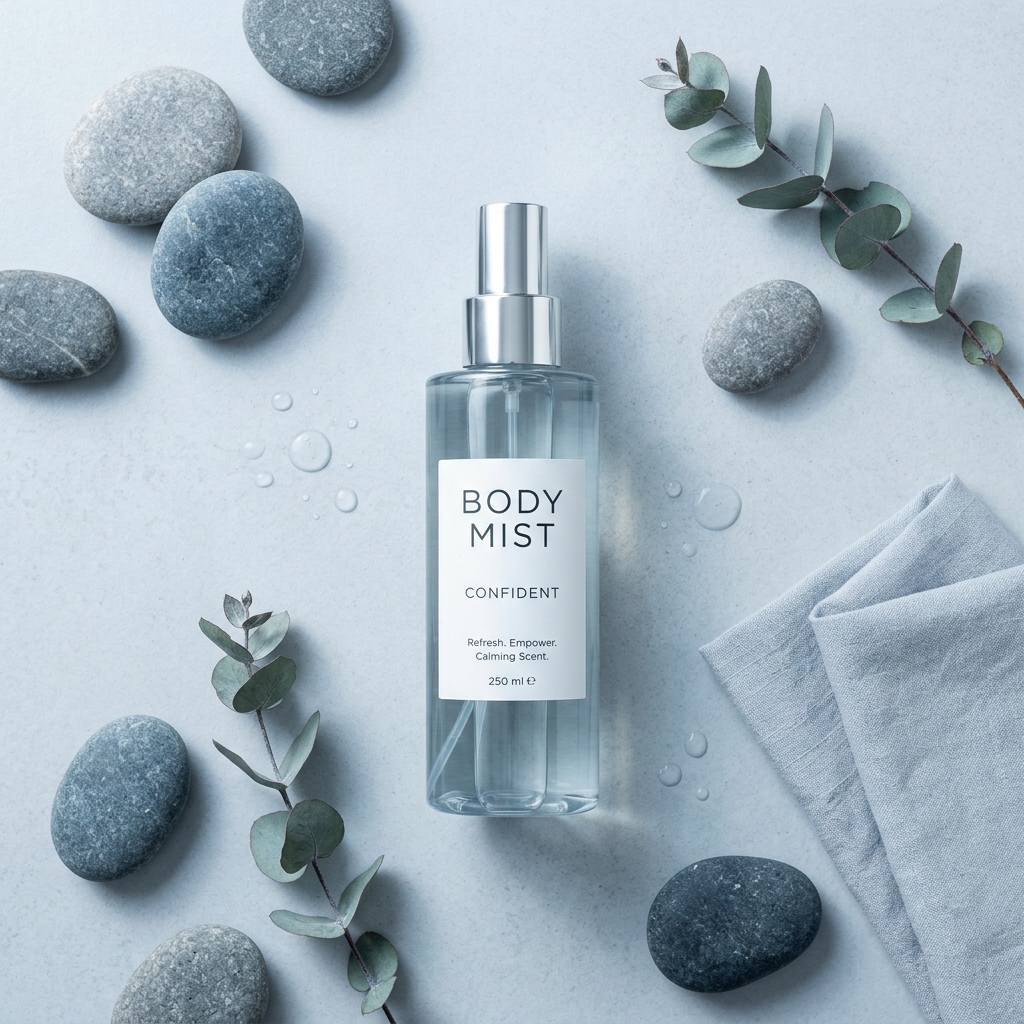 BODY
MIST
CONFIDENT
Refresh. Empower.
Calming Scent.
250 ml ℮